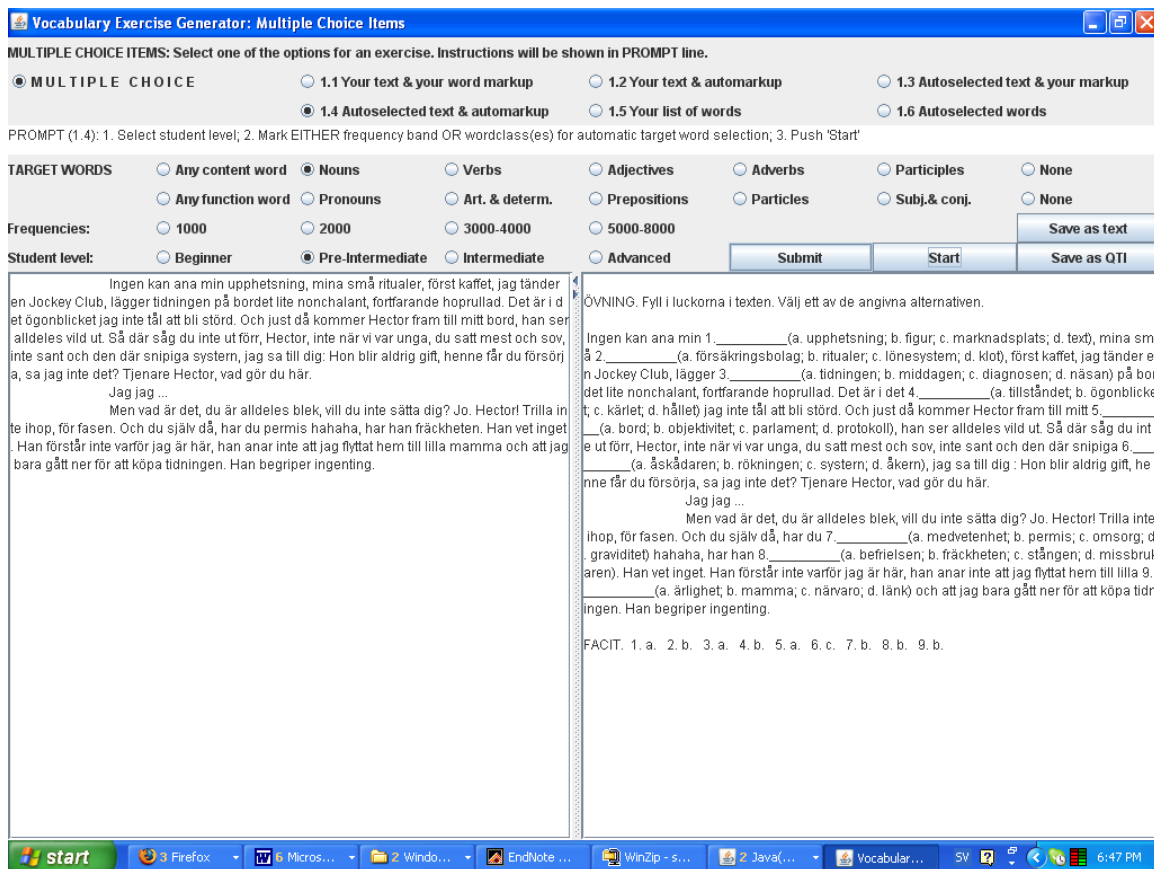 Vocabulary Exercise Generator: Multiple Choice Items
MULTIPLE CHOICE ITEMS: Select one of the options for an exercise. Instructions will be shown in PROMPT line.
M U L T I P L E  C H O I C E 1.1 Your text & your word markup 1.2 Your text & automarkup 1.3 Autoselected text & your markup
1.4 Autoselected text & automarkup 1.5 Your list of words 1.6 Autoselected words
PROMPT (1.4): 1. Select student level; 2. Mark EITHER frequency band OR wordclass(es) for automatic target word selection; 3. Push 'Start'
TARGET WORDS Any content word Nouns Verbs Adjectives Adverbs Participles None
Any function word Pronouns Art. & determ. Prepositions Particles Subj.& conj. None
Frequencies: 1000 2000 3000-4000 5000-8000 Save as text
Student level: Beginner Pre-Intermediate Intermediate Advanced Submit Start Save as QTI
Ingen kan ana min upphetsning, mina små ritualer, först kaffet, jag tänder
en Jockey Club, lägger tidningen på bordet lite nonchalant, fortfarande hoprullad. Det är i d
et ögonblicket jag inte tål att bli störd. Och just då kommer Hector fram till mitt bord, han ser
alldeles vild ut. Så där såg du inte ut förr, Hector, inte när vi var unga, du satt mest och sov,
inte sant och den där snipiga systern, jag sa till dig: Hon blir aldrig gift, henne får du försörj
a, sa jag inte det? Tjenare Hector, vad gör du här.
Jag jag ...
Men vad är det, du är alldeles blek, vill du inte sätta dig? Jo. Hector! Trilla in
te ihop, för fasen. Och du själv då, har du permis hahaha, har han fräckheten. Han vet inget
. Han förstår inte varför jag är här, han anar inte att jag flyttat hem till lilla mamma och att jag
bara gått ner för att köpa tidningen. Han begriper ingenting.
ÖVNING. Fyll i luckorna i texten. Välj ett av de angivna alternativen.
Ingen kan ana min 1.__________(a. upphetsning; b. figur; c. marknadsplats; d. text), mina sm
å 2.__________(a. försäkringsbolag; b. ritualer; c. lönesystem; d. klot), först kaffet, jag tänder e
n Jockey Club, lägger 3.__________(a. tidningen; b. middagen; c. diagnosen; d. näsan) på bor
det lite nonchalant, fortfarande hoprullad. Det är i det 4.__________(a. tillståndet; b. ögonblicke
t; c. kärlet; d. hållet) jag inte tål att bli störd. Och just då kommer Hector fram till mitt 5.______
__(a. bord; b. objektivitet; c. parlament; d. protokoll), han ser alldeles vild ut. Så där såg du int
e ut förr, Hector, inte när vi var unga, du satt mest och sov, inte sant och den där snipiga 6.___
_______(a. åskådaren; b. rökningen; c. systern; d. åkern), jag sa till dig : Hon blir aldrig gift, he
nne får du försörja, sa jag inte det? Tjenare Hector, vad gör du här.
Jag jag ...
Men vad är det, du är alldeles blek, vill du inte sätta dig? Jo. Hector! Trilla inte
ihop, för fasen. Och du själv då, har du 7.__________(a. medvetenhet; b. permis; c. omsorg; d
. graviditet) hahaha, har han 8.__________(a. befrielsen; b. fräckheten; c. stången; d. missbruk
aren). Han vet inget. Han förstår inte varför jag är här, han anar inte att jag flyttat hem till lilla 9.
__________(a. ärlighet; b. mamma; c. närvaro; d. länk) och att jag bara gått ner för att köpa tidn
ingen. Han begriper ingenting.
FACIT. 1. a. 2. b. 3. a. 4. b. 5. a. 6. c. 7. b. 8. b. 9. b.
start 3 Firefox 6 Micros... 2 Windo... EndNote ... WinZip - s... 2 Java(... Vocabular... SV 6:47 PM